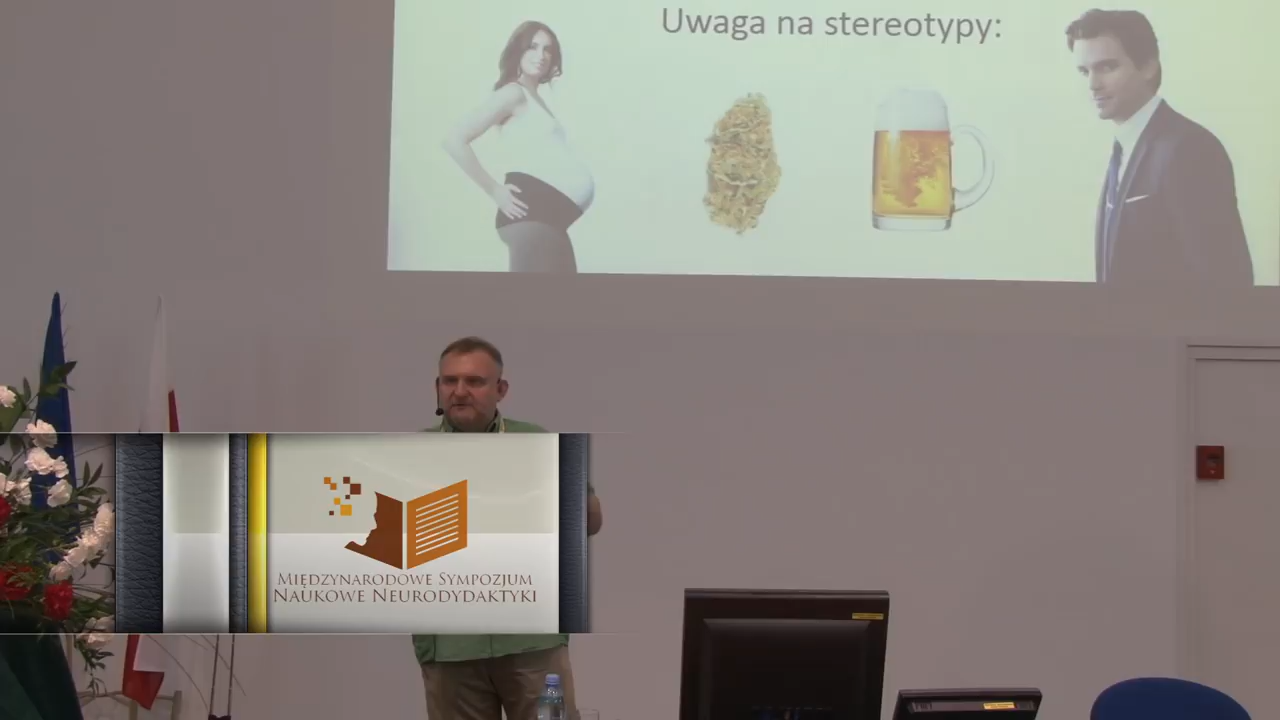 Uwaga na stereotypy:
Międzynarodowe Sympozjum
Naukowe Neurodydaktyki